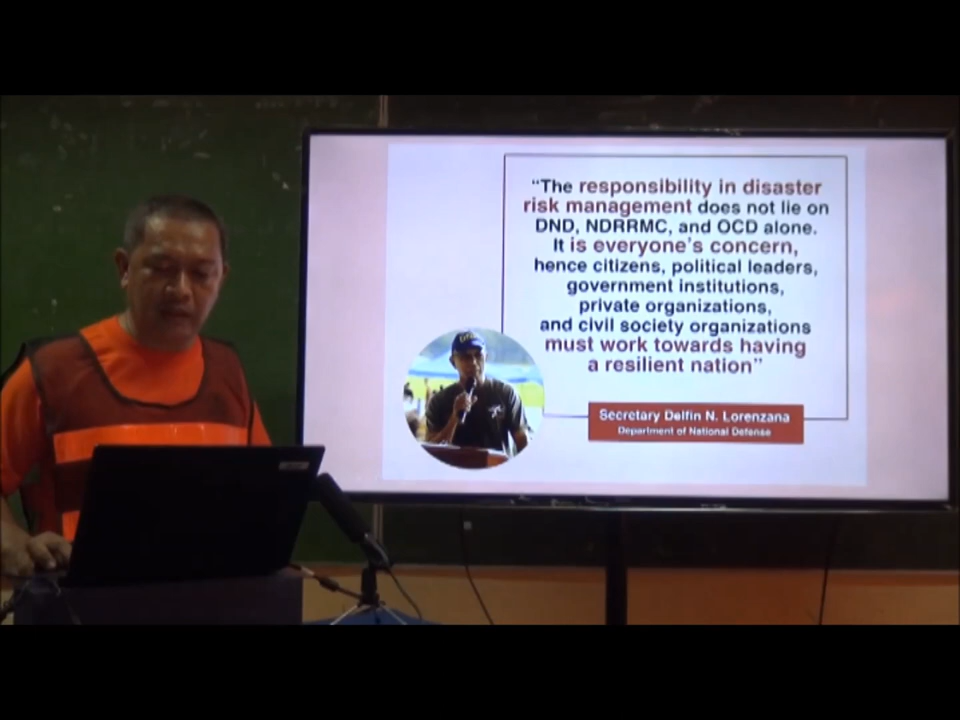 “The responsibility in disaster
risk management does not lie on
DND, NDRRMC, and OCD alone.
It is everyone’s concern,
hence citizens, political leaders,
government institutions,
private organizations,
and civil society organizations
must work towards having
a resilient nation”
Secretary Delfin N. Lorenzana
Department of National Defense